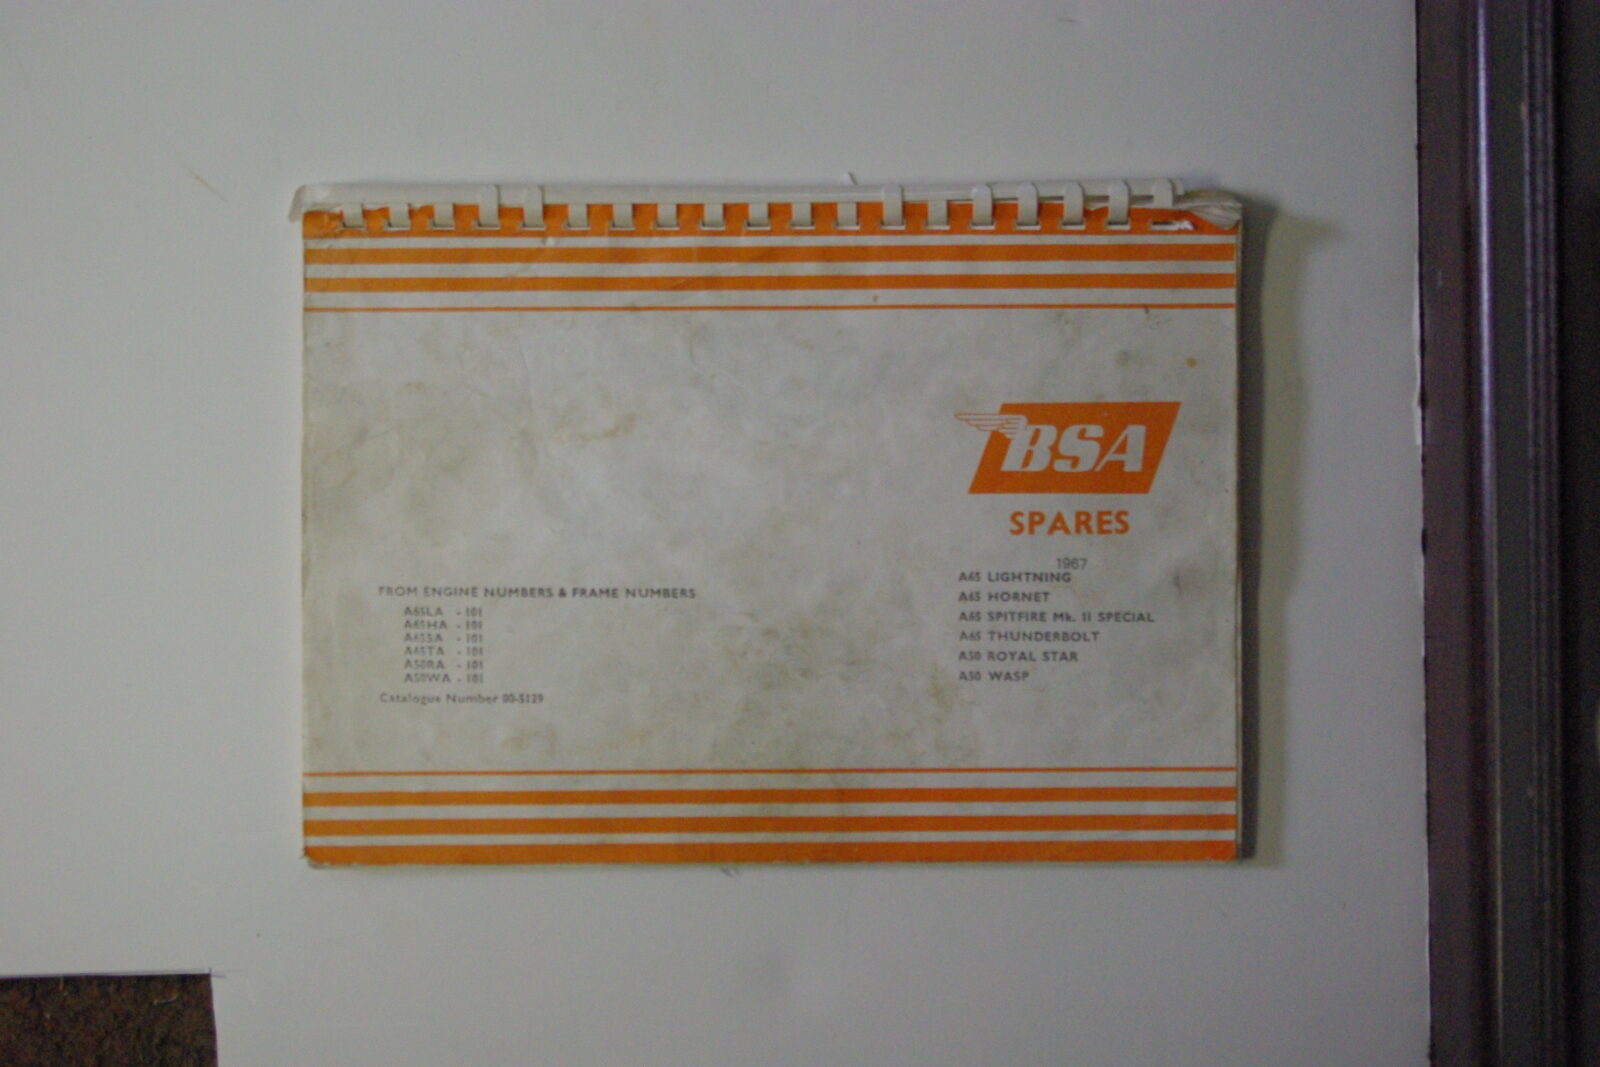 BSA
SPARES
1967
A65 LIGHTNING
A65 HORNET
A65 SPITFIRE Mk. II SPECIAL
A65 THUNDERBOLT
A50 ROYAL STAR
A50 WASP
FROM ENGINE NUMBERS & FRAME NUMBERS
A65LA - 101
A65HA - 101
A65SA - 101
A65TA - 101
A50RA - 101
A50WA - 101
Catalogue Number 00-5129